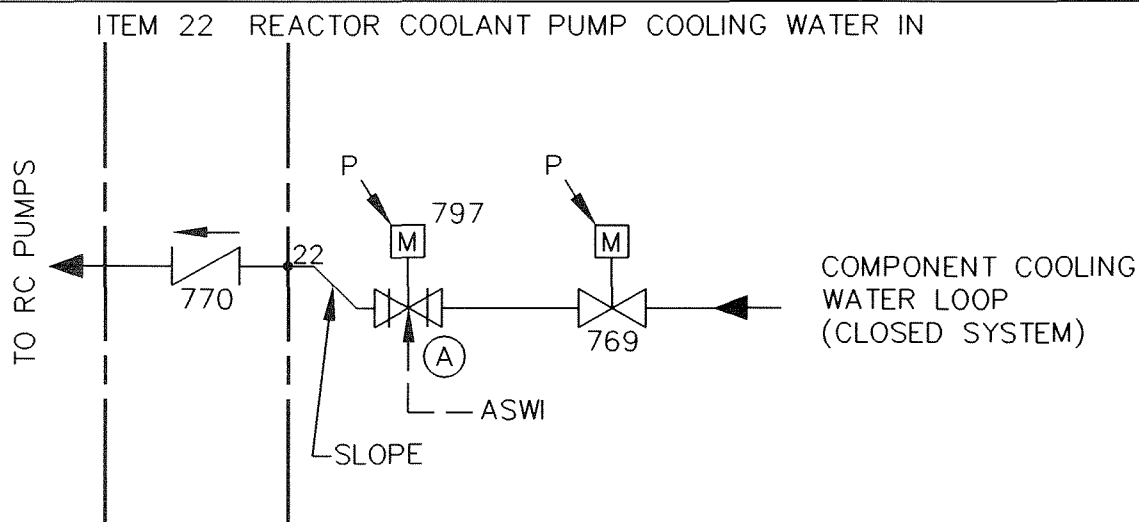 ITEM 22 REACTOR COOLANT PUMP COOLING WATER IN
TO RC PUMPS
P
P
797
M
M
22
770
769
A
COMPONENT COOLING
WATER LOOP
(CLOSED SYSTEM)
ASWI
SLOPE